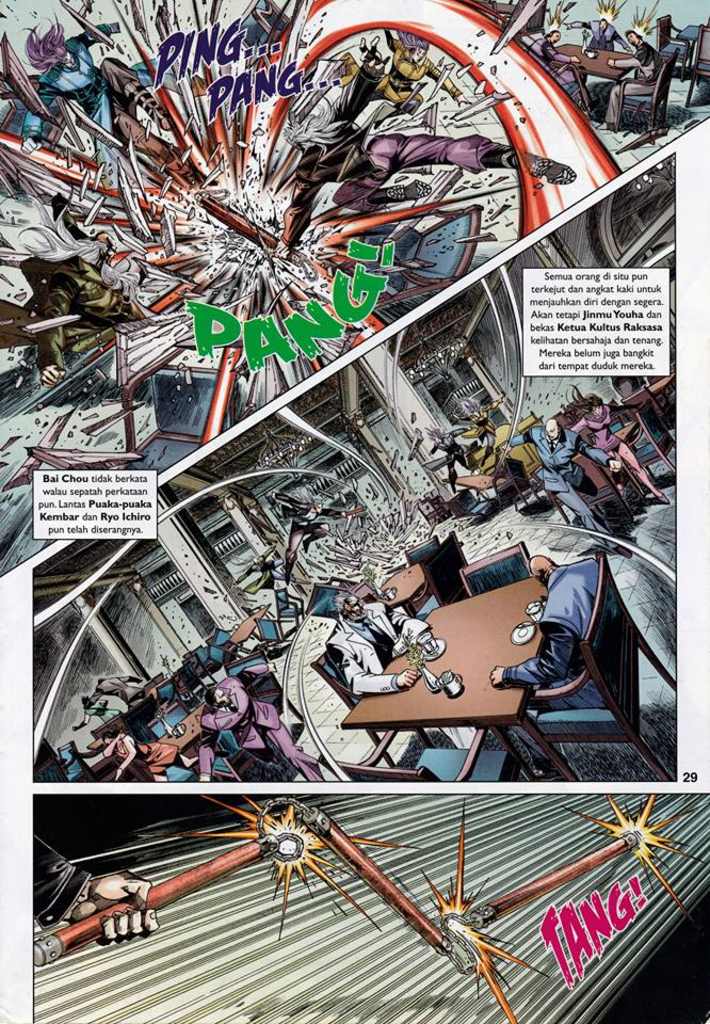 PING...
PANG...
PANG!
Semua orang di situ pun
terkejut dan angkat kaki untuk
menjauhkan diri dengan segera.
Akan tetapi Jinmu Youha dan
bekas Ketua Kultus Raksasa
kelihatan bersahaja dan tenang.
Mereka belum juga bangkit
dari tempat duduk mereka.
Bai Chou tidak berkata
walau sepatah perkataan
pun. Lantas Puaka-puaka
Kembar dan Ryo Ichiro
pun telah diserangnya.
29
TANG!